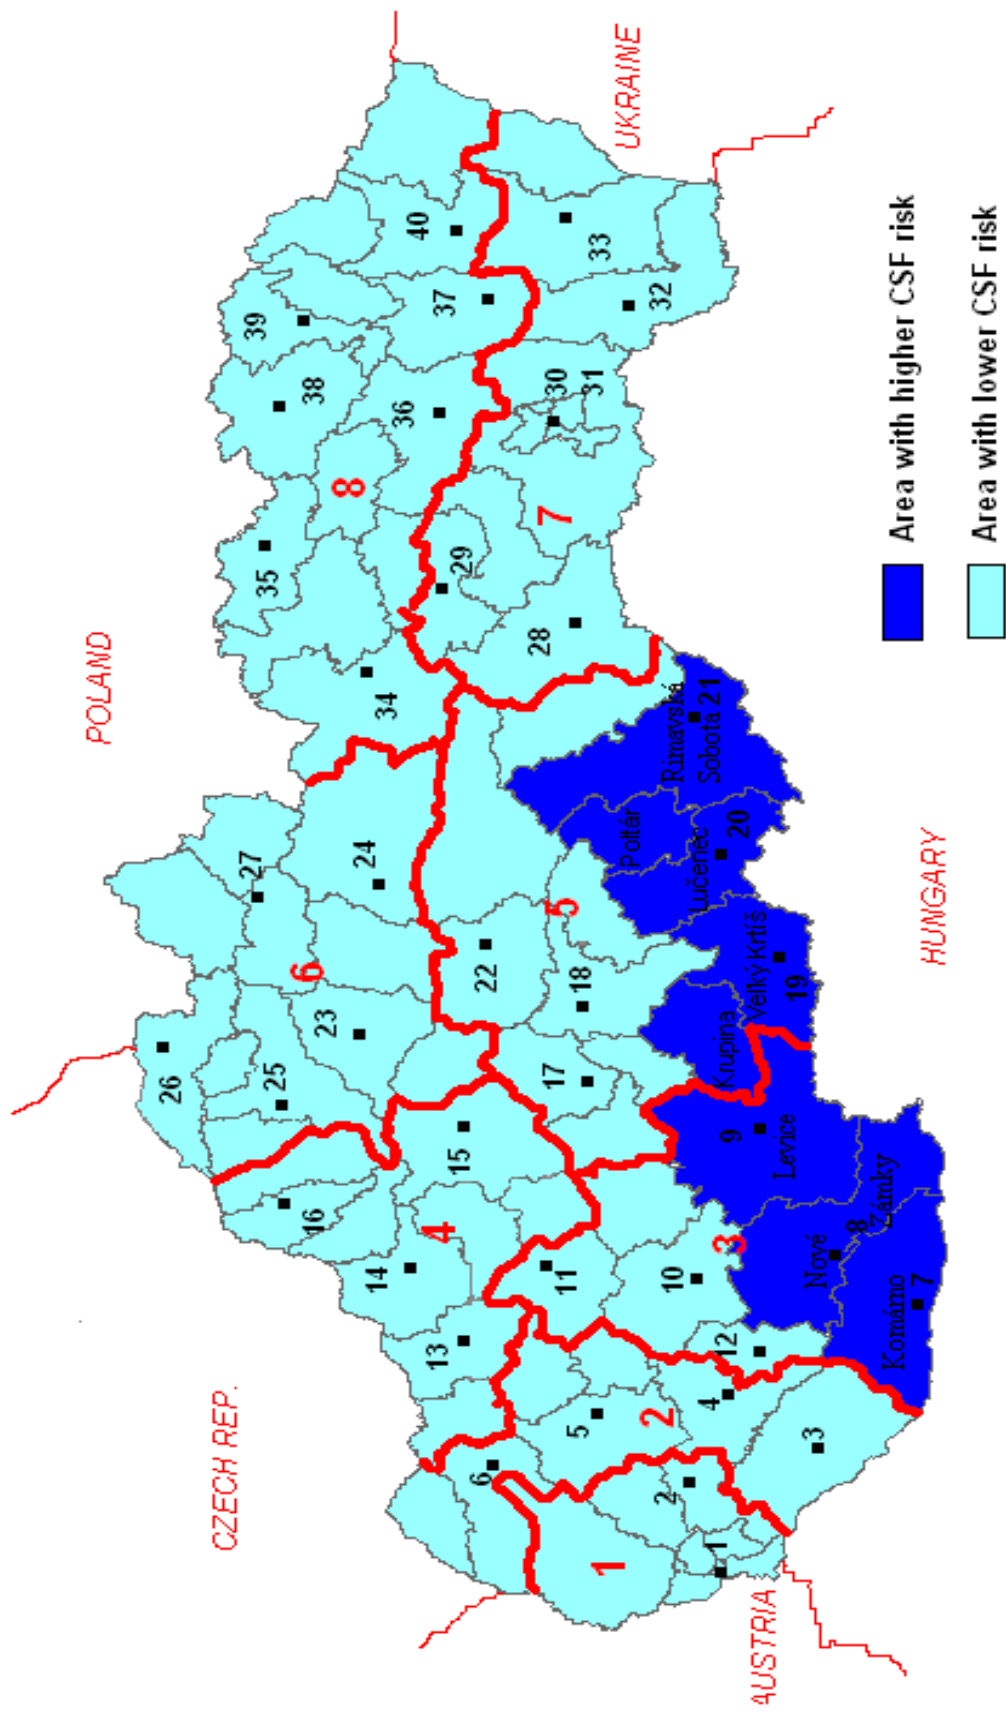 POLAND
CZECH REP.
UKRAINE
AUSTRIA
HUNGARY
26
27
25
6
23
24
16
14
4
15
13
6
5
2
11
10
12
4
3
1
2
1
3
22
17
18
5
34
35
8
38
39
36
37
40
29
28
7
30
31
32
33
Poltár
Rimavská
Sobota 21
Lučenec
20
Veľký Krtíš
19
Krupina
9
Levice
Nové
8
Zámky
Komárno
7
Area with higher CSF risk
Area with lower CSF risk